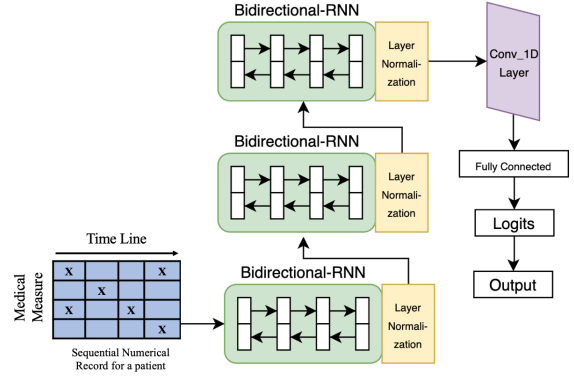 Bidirectional-RNN
Layer
Normali-
zation
Conv_1D
Layer
Bidirectional-RNN
Layer
Normali-
zation
Fully Connected
Logits
Output
Time Line
Medical
Measure
X X
X
X X
X
Sequential Numerical
Record for a patient
Bidirectional-RNN
Layer
Normali-
zation